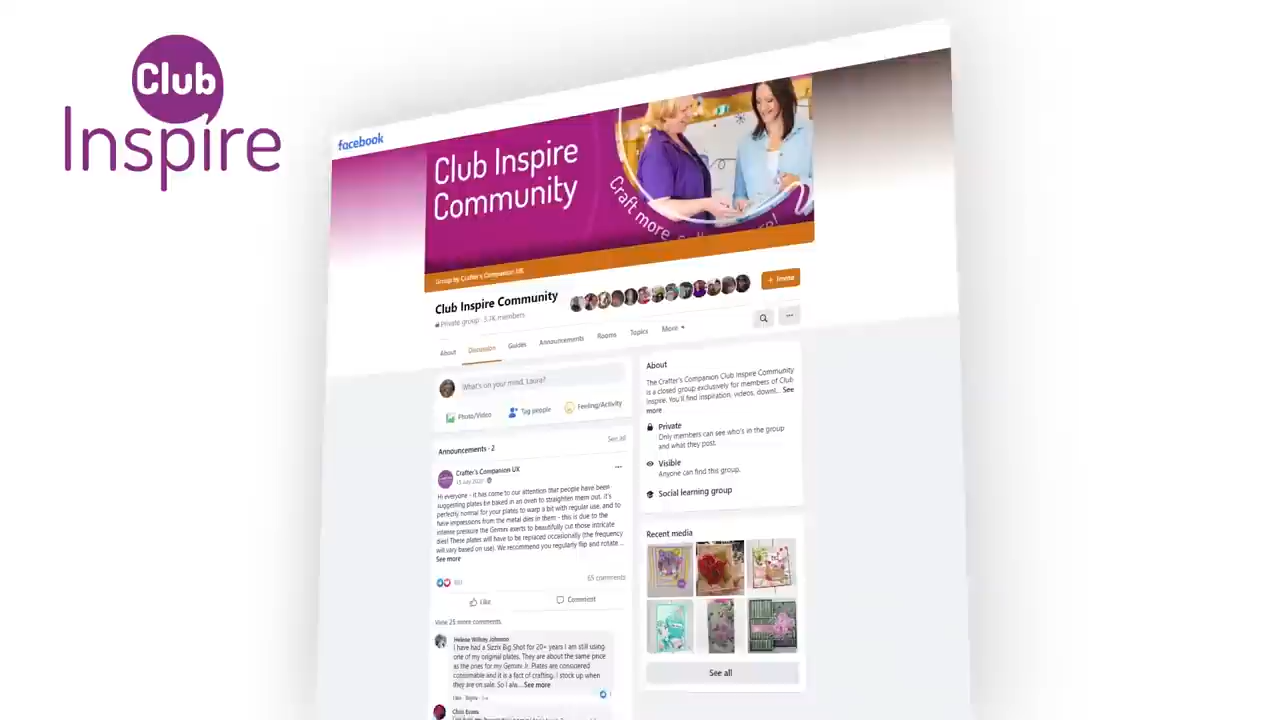 Club
Inspire
facebook
Club Inspire
Community
Craft more,
Group by Crafter's Companion UK
Club Inspire Community
Private group · 3.7K members
+ Invite
About
Discussion
Guides
Announcements
Rooms
Topics
More
What's on your mind, Laura?
Photo/Video
Tag people
Feeling/Activity
Announcements · 2
See all
Crafter's Companion UK
15 July 2020
Hi everyone - it has come to our attention that people have been
suggesting plates be baked in an oven to straighten them out. It's
perfectly normal for your plates to warp a bit with regular use, and to
have impressions from the metal dies in them - this is due to the
intense pressure the Gemini exerts to beautifully cut those intricate
dies! These plates will have to be replaced occasionally (the frequency
will vary based on use). We recommend you regularly flip and rotate ...
See more
65 comments
Like
Comment
View 25 more comments
Helene Willsey Johnson
I have had a Sizzix Big Shot for 20+ years I am still using
one of my original plates. They are about the same price
as the ones for my Gemini Jr. Plates are considered
consumable and it is a fact of crafting. I stock up when
they are on sale. So I alw... See more
Chris Evans
About
The Crafter's Companion Club Inspire Community
is a closed group exclusively for members of Club
Inspire. You'll find inspiration, videos, downl... See
more
Private
Only members can see who's in the group
and what they post.
Visible
Anyone can find this group.
Social learning group
Recent media
See all